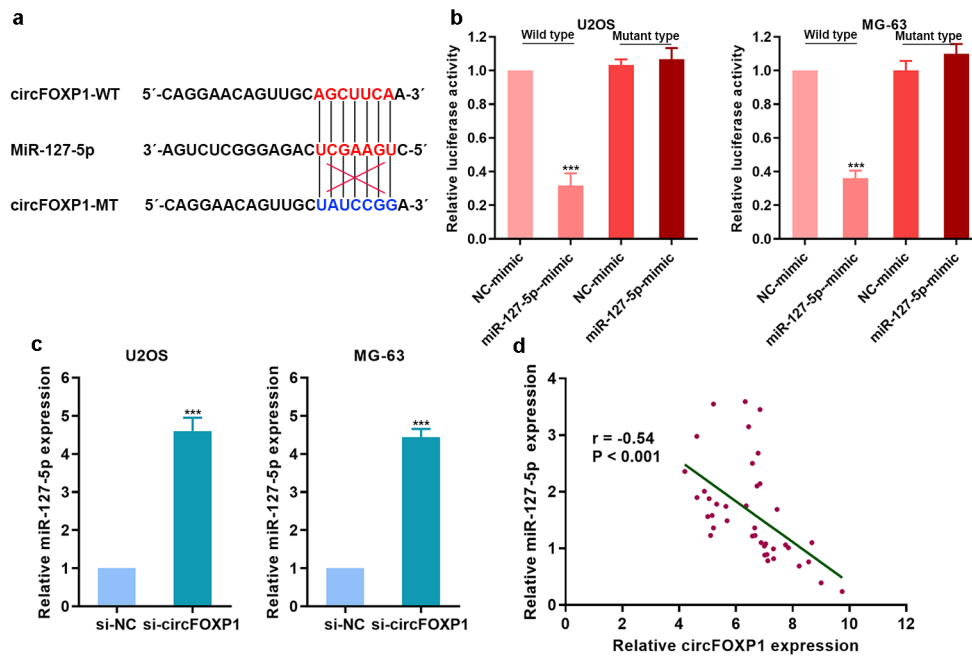 a
circFOXP1-WT 5´-CAGGAACAGUUGCAGCUUCAA-3´
MiR-127-5p 3´-AGUCUCGGGAGACUCGAAGUC-5´
circFOXP1-MT 5´-CAGGAACAGUUGCUAUCCGGA-3´
b
U2OS
Wild type
Mutant type
Relative luciferase activity
1.2
1.0
0.8
0.6
0.4
0.2
0.0
***
NC-mimic
miR-127-5p--mimic
NC-mimic
miR-127-5p-mimic
MG-63
Wild type
Mutant type
Relative luciferase activity
1.2
1.0
0.8
0.6
0.4
0.2
0.0
***
NC-mimic
miR-127-5p--mimic
NC-mimic
miR-127-5p-mimic
c
U2OS
Relative miR-127-5p expression
6
5
4
3
2
1
0
***
si-NC
si-circFOXP1
MG-63
Relative miR-127-5p expression
6
5
4
3
2
1
0
***
si-NC
si-circFOXP1
d
Relative miR-127-5p expression
4
3
2
1
0
r = -0.54
P < 0.001
0 2 4 6 8 10 12
Relative circFOXP1 expression